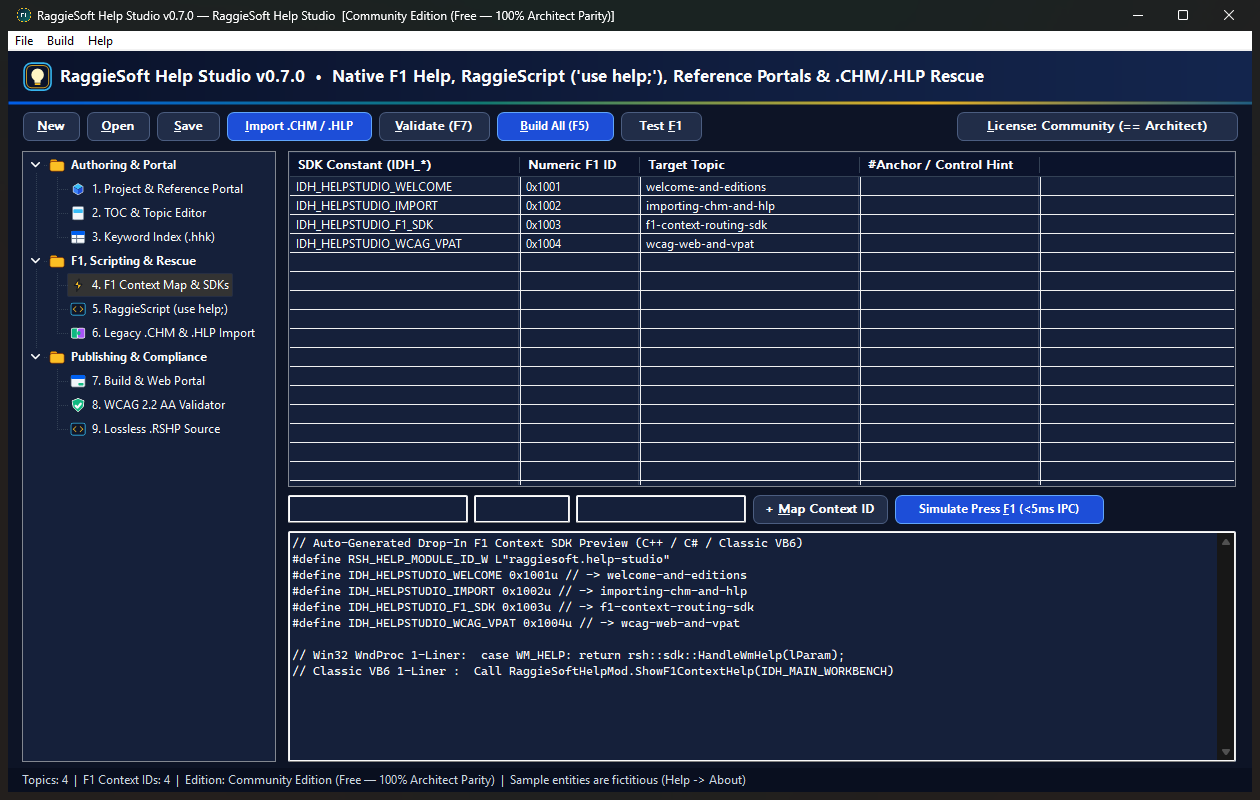 RaggieSoft Help Studio v0.7.0 — RaggieSoft Help Studio [Community Edition (Free — 100% Architect Parity)]
File Build Help
RaggieSoft Help Studio v0.7.0 • Native F1 Help, RaggieScript ('use help;'), Reference Portals & .CHM/.HLP Rescue
New Open Save Import .CHM / .HLP Validate (F7) Build All (F5) Test F1 License: Community (== Architect)
Authoring & Portal
1. Project & Reference Portal
2. TOC & Topic Editor
3. Keyword Index (.hhk)
F1, Scripting & Rescue
4. F1 Context Map & SDKs
5. RaggieScript (use help;)
6. Legacy .CHM & .HLP Import
Publishing & Compliance
7. Build & Web Portal
8. WCAG 2.2 AA Validator
9. Lossless .RSHP Source
SDK Constant (IDH_*) Numeric F1 ID Target Topic #Anchor / Control Hint
IDH_HELPSTUDIO_WELCOME 0x1001 welcome-and-editions
IDH_HELPSTUDIO_IMPORT 0x1002 importing-chm-and-hlp
IDH_HELPSTUDIO_F1_SDK 0x1003 f1-context-routing-sdk
IDH_HELPSTUDIO_WCAG_VPAT 0x1004 wcag-web-and-vpat
+ Map Context ID Simulate Press F1 (<5ms IPC)
// Auto-Generated Drop-In F1 Context SDK Preview (C++ / C# / Classic VB6)
#define RSH_HELP_MODULE_ID_W L"raggiesoft.help-studio"
#define IDH_HELPSTUDIO_WELCOME 0x1001u // -> welcome-and-editions
#define IDH_HELPSTUDIO_IMPORT 0x1002u // -> importing-chm-and-hlp
#define IDH_HELPSTUDIO_F1_SDK 0x1003u // -> f1-context-routing-sdk
#define IDH_HELPSTUDIO_WCAG_VPAT 0x1004u // -> wcag-web-and-vpat
// Win32 WndProc 1-Liner: case WM_HELP: return rsh::sdk::HandleWmHelp(lParam);
// Classic VB6 1-Liner : Call RaggieSoftHelpMod.ShowF1ContextHelp(IDH_MAIN_WORKBENCH)
Topics: 4 | F1 Context IDs: 4 | Edition: Community Edition (Free — 100% Architect Parity) | Sample entities are fictitious (Help -> About)